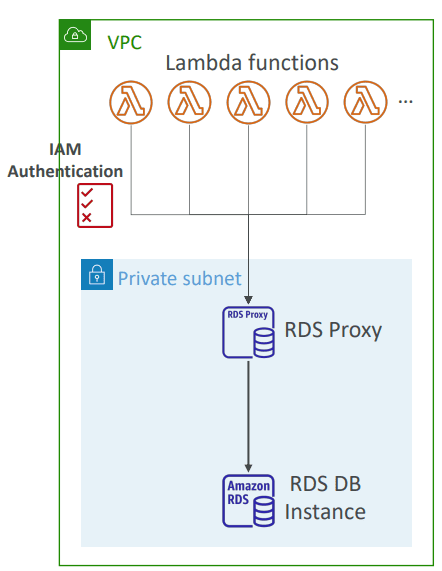 VPC
Lambda functions
...
IAM
Authentication
Private subnet
RDS Proxy
RDS Proxy
Amazon
RDS
RDS DB
Instance